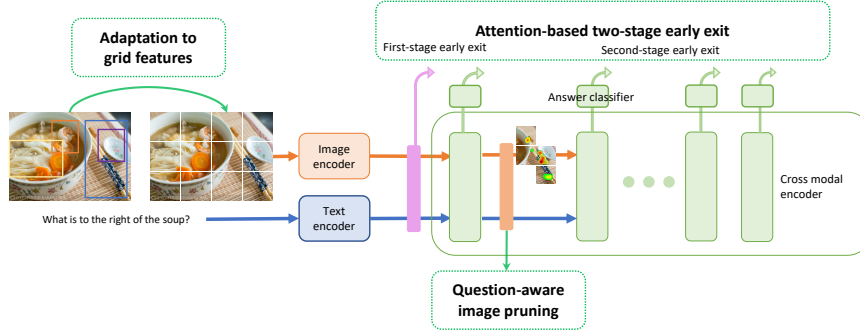 Attention-based two-stage early exit
Adaptation to
grid features
First-stage early exit
Second-stage early exit
Answer classifier
Image
encoder
Cross modal
encoder
What is to the right of the soup?
Text
encoder
Question-aware
image pruning